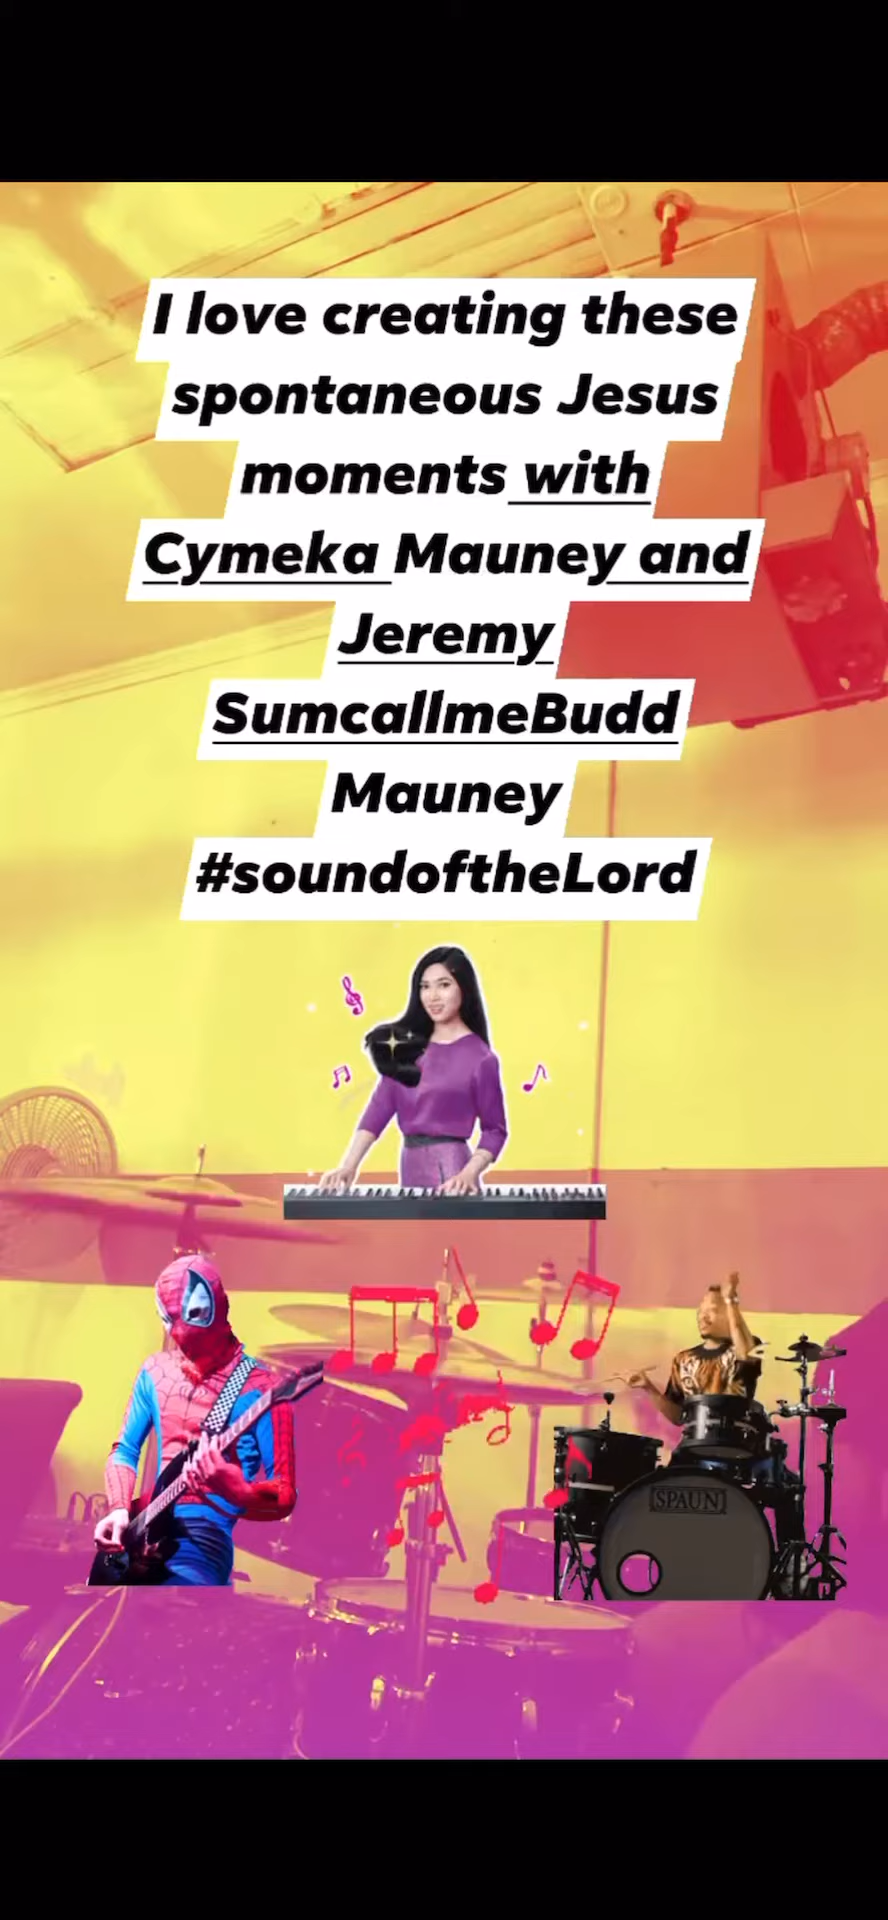 I love creating these
spontaneous Jesus
moments with
Cymeka Mauney and
Jeremy
SumcallmeBudd
Mauney
#soundoftheLord
SPAUN